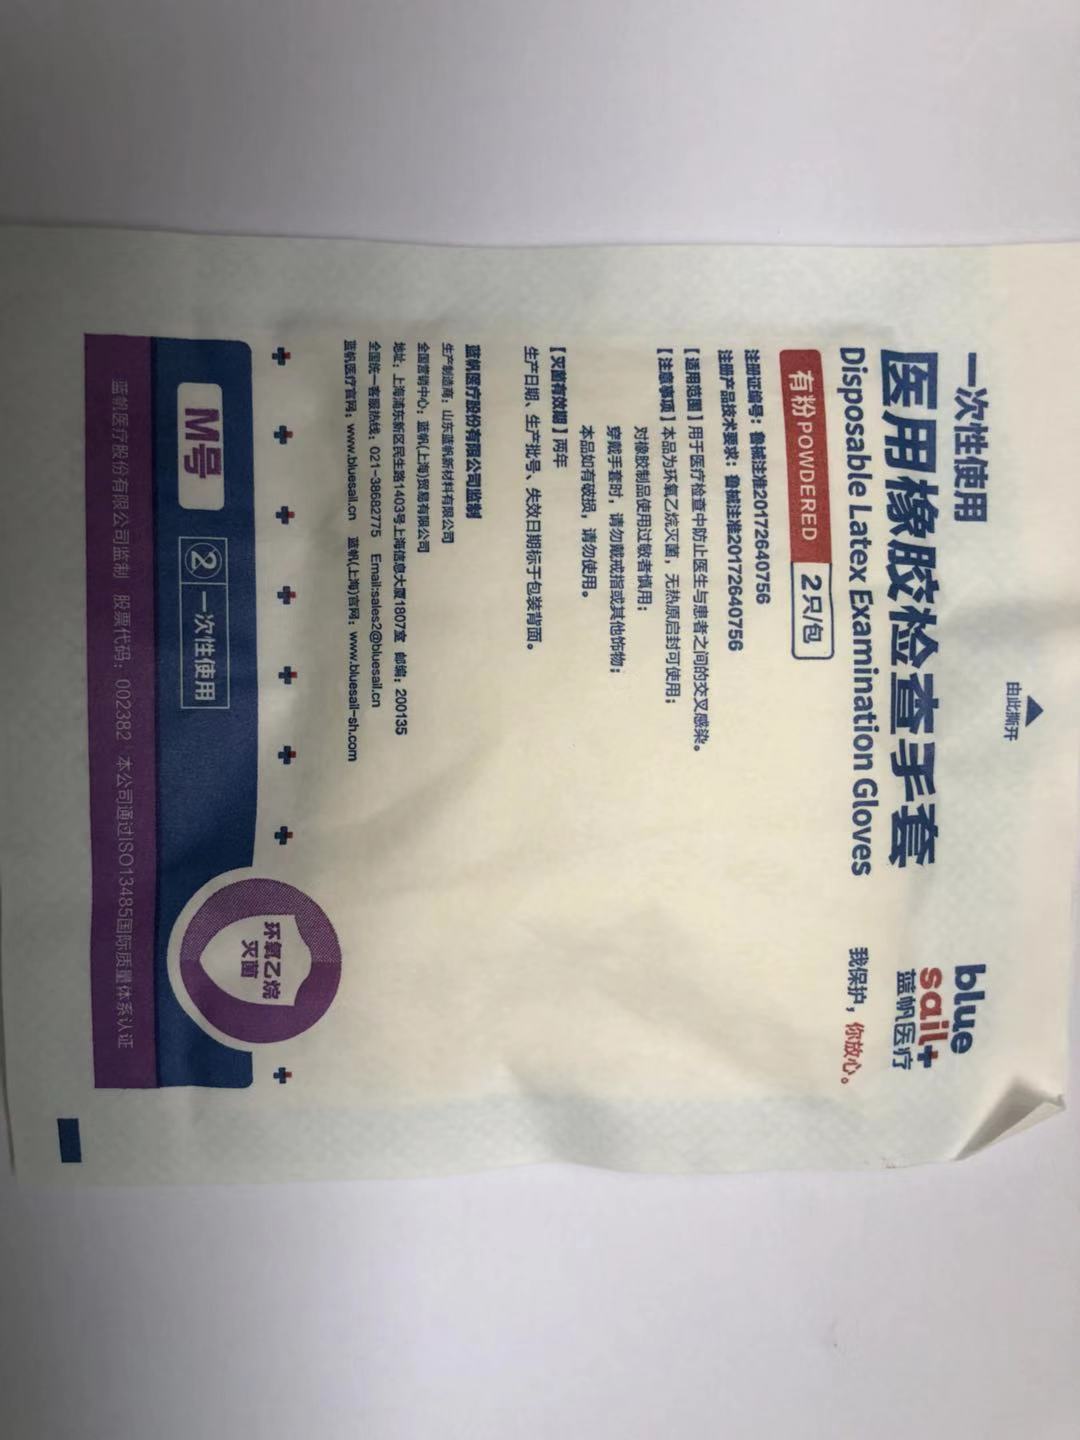 由此撕开
一次性使用
医用橡胶检查手套
Disposable Latex Examination Gloves
blue
sail+
蓝帆医疗
我保护，你放心。
有粉POWDERED 2只/包
注册证编号：鲁械注准20172640756
注册产品技术要求：鲁械注准20172640756
【适用范围】用于医疗检查中防止医生与患者之间的交叉感染。
【注意事项】本品为环氧乙烷灭菌，无热原启封可使用；
对橡胶制品使用过敏者慎用；
穿戴手套时，请勿戴戒指或其他饰物；
本品如有破损，请勿使用。
【灭菌有效期】两年
生产日期、生产批号、失效日期标于包装背面。
蓝帆医疗股份有限公司监制
生产制造商：山东蓝帆新材料有限公司
全国营销中心：蓝帆(上海)贸易有限公司
地址：上海浦东新区民生路1403号上海信息大厦1807室 邮编：200135
全国统一客服热线：021-38682775 Email:sales2@bluesail.cn
蓝帆医疗官网：www.bluesail.cn 蓝帆(上海)官网：www.bluesail-sh.com
环氧乙烷
灭菌
M号 ② 一次性使用
蓝帆医疗股份有限公司监制 股票代码：002382 本公司通过ISO13485国际质量体系认证